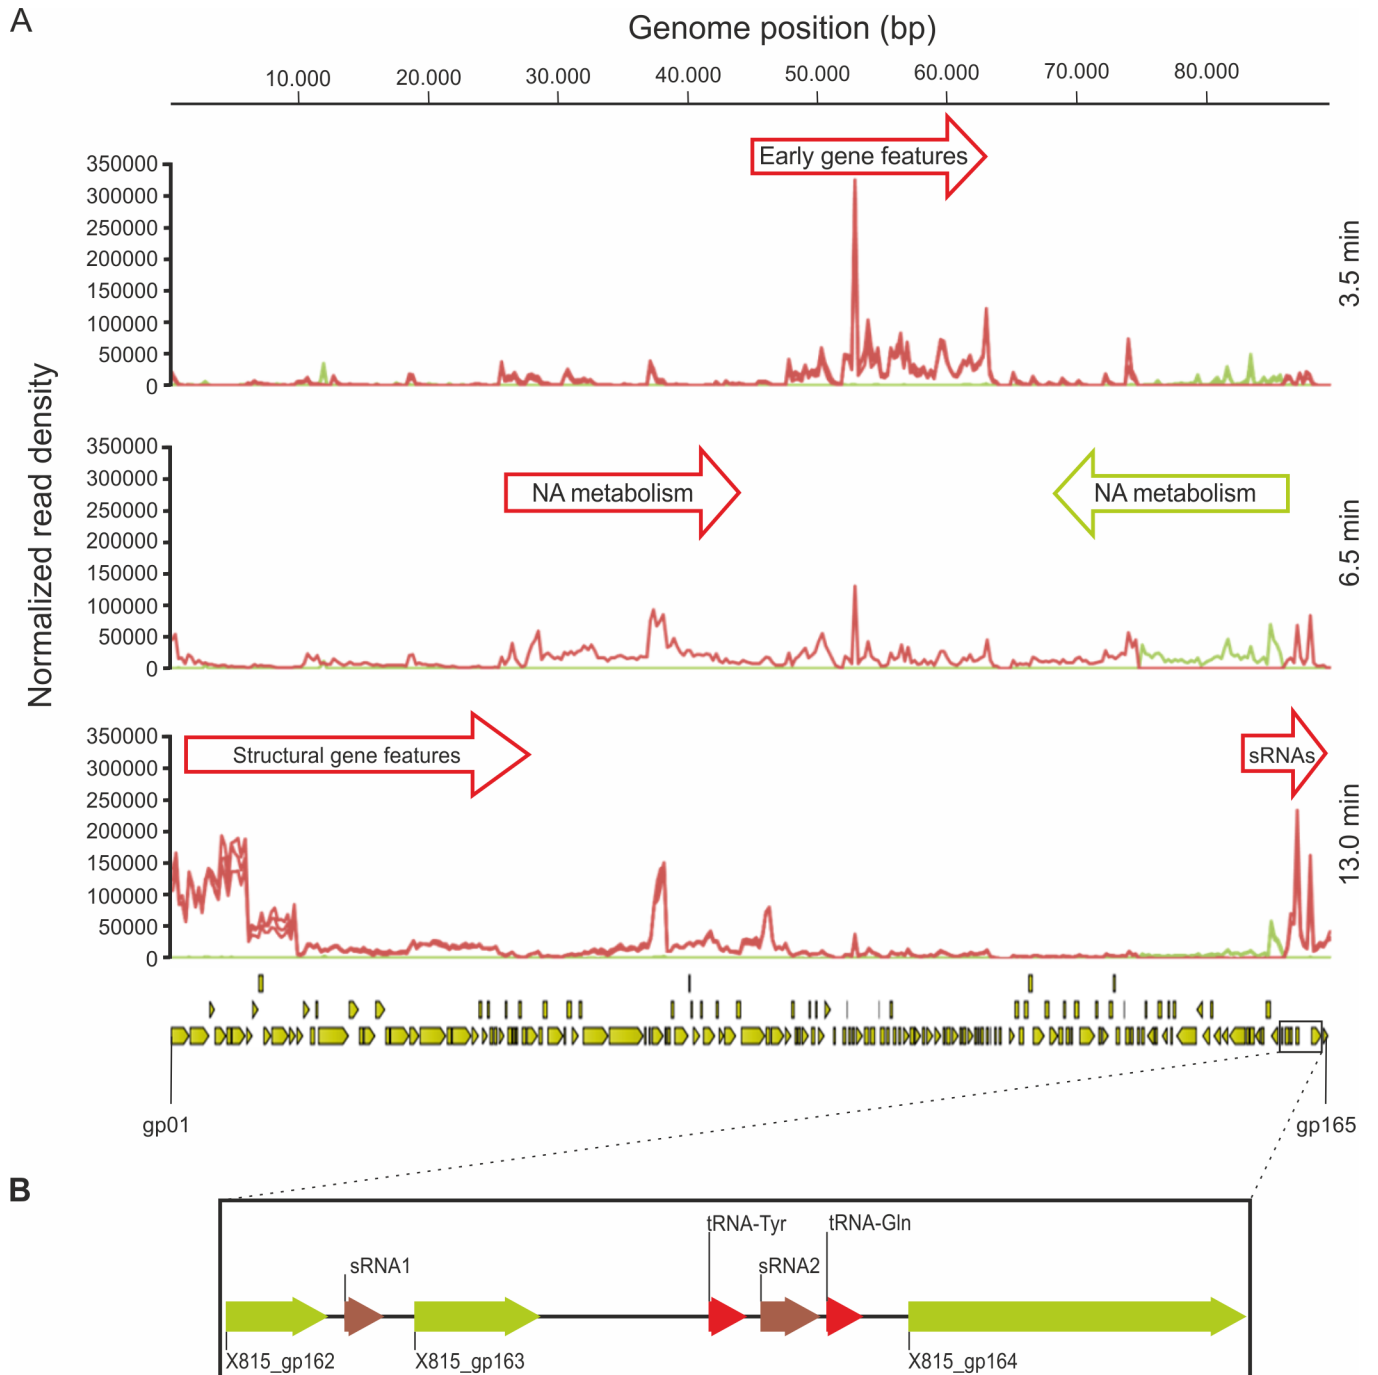 A
Genome position (bp)
10.000 20.000 30.000 40.000 50.000 60.000 70.000 80.000
Normalized read density
350000
300000
250000
200000
150000
100000
50000
0
Early gene features
3.5 min
350000
300000
250000
200000
150000
100000
50000
0
NA metabolism
NA metabolism
6.5 min
350000
300000
250000
200000
150000
100000
50000
0
Structural gene features
sRNAs
13.0 min
gp01
gp165
B
tRNA-Tyr tRNA-Gln
sRNA1 sRNA2
X815_gp162 X815_gp163 X815_gp164